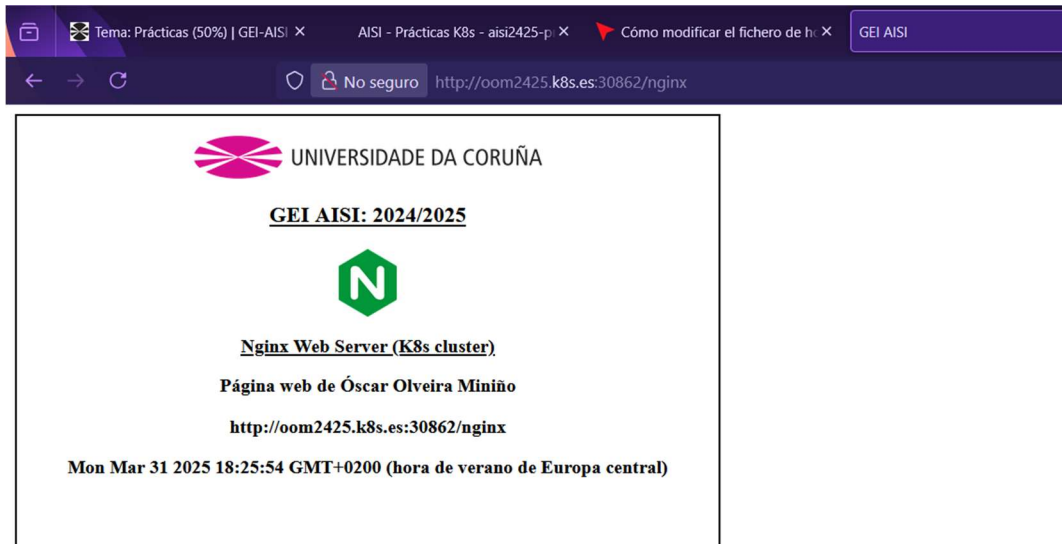 Tema: Prácticas (50%) | GEI-AISI
AISI - Prácticas K8s - aisi2425-p
Cómo modificar el fichero de ho
GEI AISI
No seguro http://oom2425.k8s.es:30862/nginx
UNIVERSIDADE DA CORUÑA
GEI AISI: 2024/2025
N
Nginx Web Server (K8s cluster)
Página web de Óscar Olveira Miniño
http://oom2425.k8s.es:30862/nginx
Mon Mar 31 2025 18:25:54 GMT+0200 (hora de verano de Europa central)